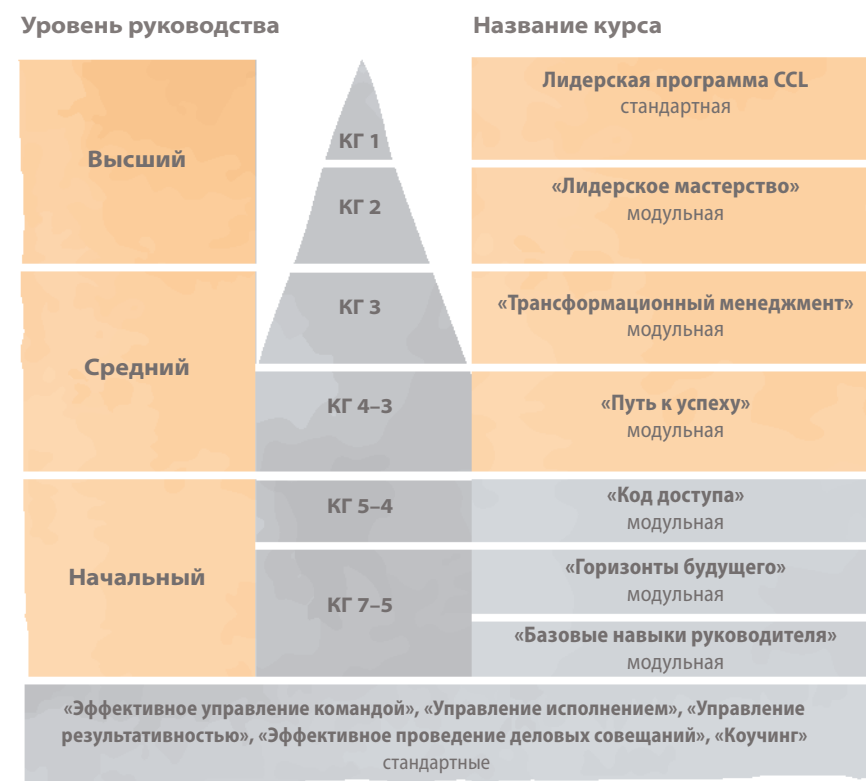 Уровень руководства
Название курса
Высший
КГ 1
Лидерская программа CCL
стандартная
КГ 2
«Лидерское мастерство»
модульная
Средний
КГ 3
«Трансформационный менеджмент»
модульная
КГ 4–3
«Путь к успеху»
модульная
Начальный
КГ 5–4
«Код доступа»
модульная
КГ 7–5
«Горизонты будущего»
модульная
«Базовые навыки руководителя»
модульная
«Эффективное управление командой», «Управление исполнением», «Управление
результативностью», «Эффективное проведение деловых совещаний», «Коучинг»
стандартные